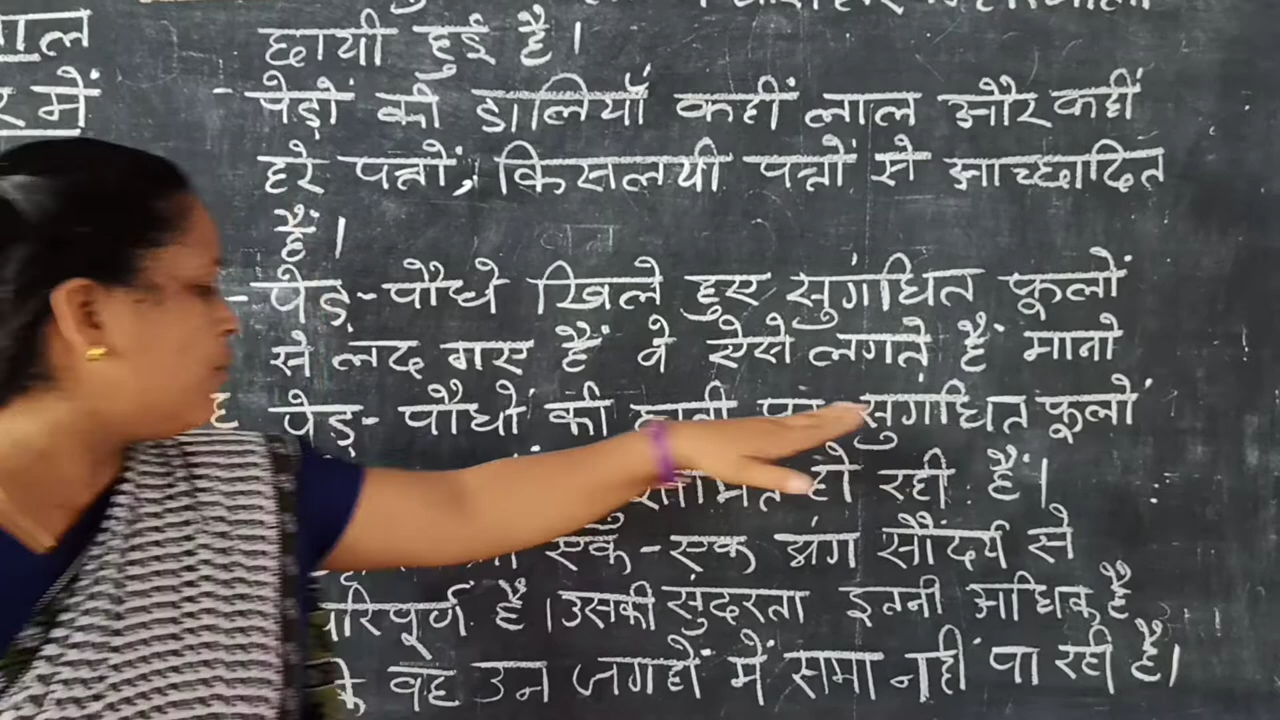 छायी हुई है।
ाल
- पेड़ों की डालियाँ कहीं लाल और कहीं
र में
हरे पत्तों, किसलयी पत्तों से आच्छादित
हैं।
- पेड़-पौधे खिले हुए सुगंधित फूलों
से लद गए हैं वे ऐसे लगते हैं मानो
पेड़- पौधों की पर सुगंधित फूलों
हो रही हैं।
एक-एक अंग सौंदर्य से
परिपूर्ण है। उसकी सुंदरता इतनी अधिक है
के वह उन जगहों में समा नहीं पा रही है।